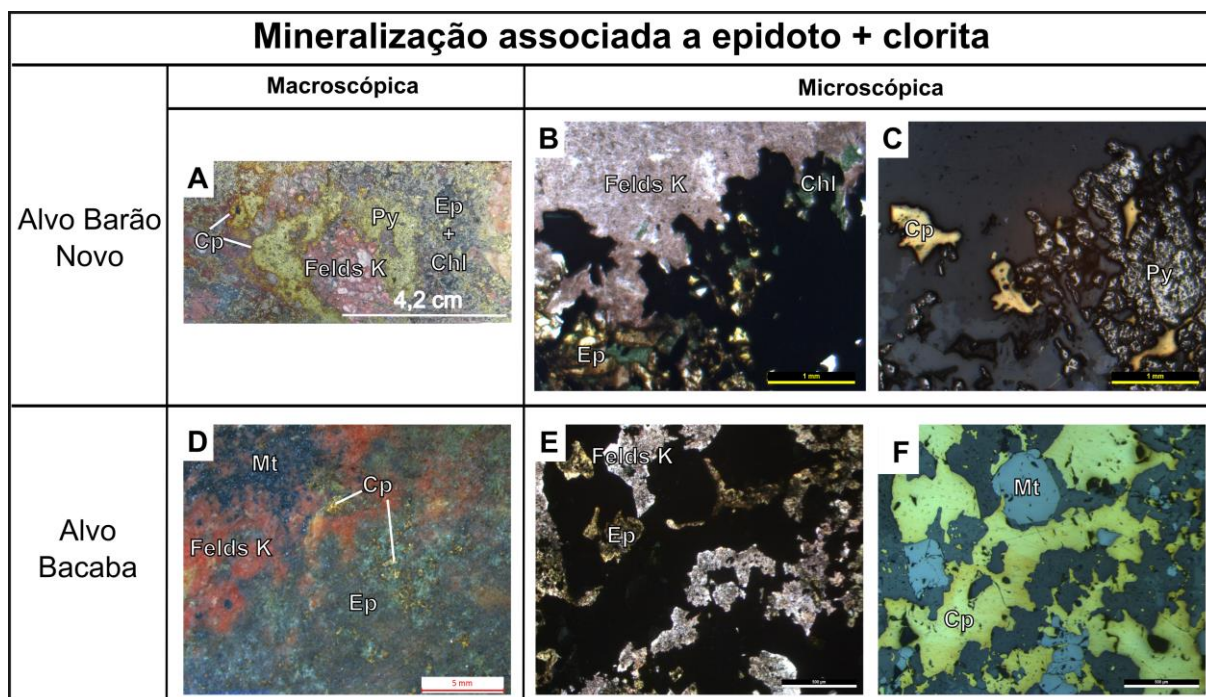 Mineralização associada a epidoto + clorita
Macroscópica
Microscópica
Alvo Barão
Novo
A
Cp
Py
Ep
+
Chl
Felds K
4,2 cm
B
Felds K
Chl
Ep
1 mm
C
Cp
Py
1 mm
Alvo
Bacaba
D
Mt
Cp
Felds K
Ep
5 mm
E
Felds K
Ep
F
Mt
Cp